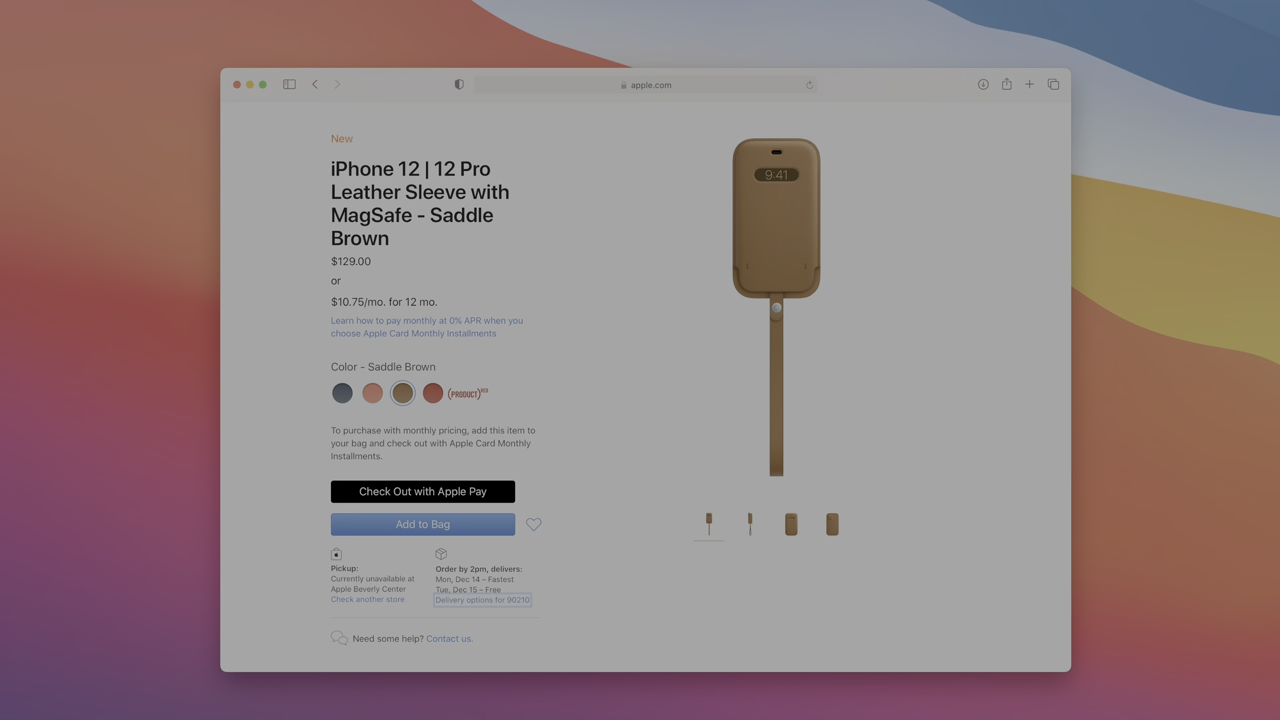 apple.com
New
iPhone 12 | 12 Pro
Leather Sleeve with
MagSafe - Saddle
Brown
$129.00
or
$10.75/mo. for 12 mo.
Learn how to pay monthly at 0% APR when you
choose Apple Card Monthly Installments
Color - Saddle Brown
(PRODUCT)RED
To purchase with monthly pricing, add this item to
your bag and check out with Apple Card Monthly
Installments.
Check Out with Apple Pay
Add to Bag
Pickup:
Currently unavailable at
Apple Beverly Center
Check another store
Order by 2pm, delivers:
Mon, Dec 14 – Fastest
Tue, Dec 15 – Free
Delivery options for 90210
Need some help? Contact us.
9:41